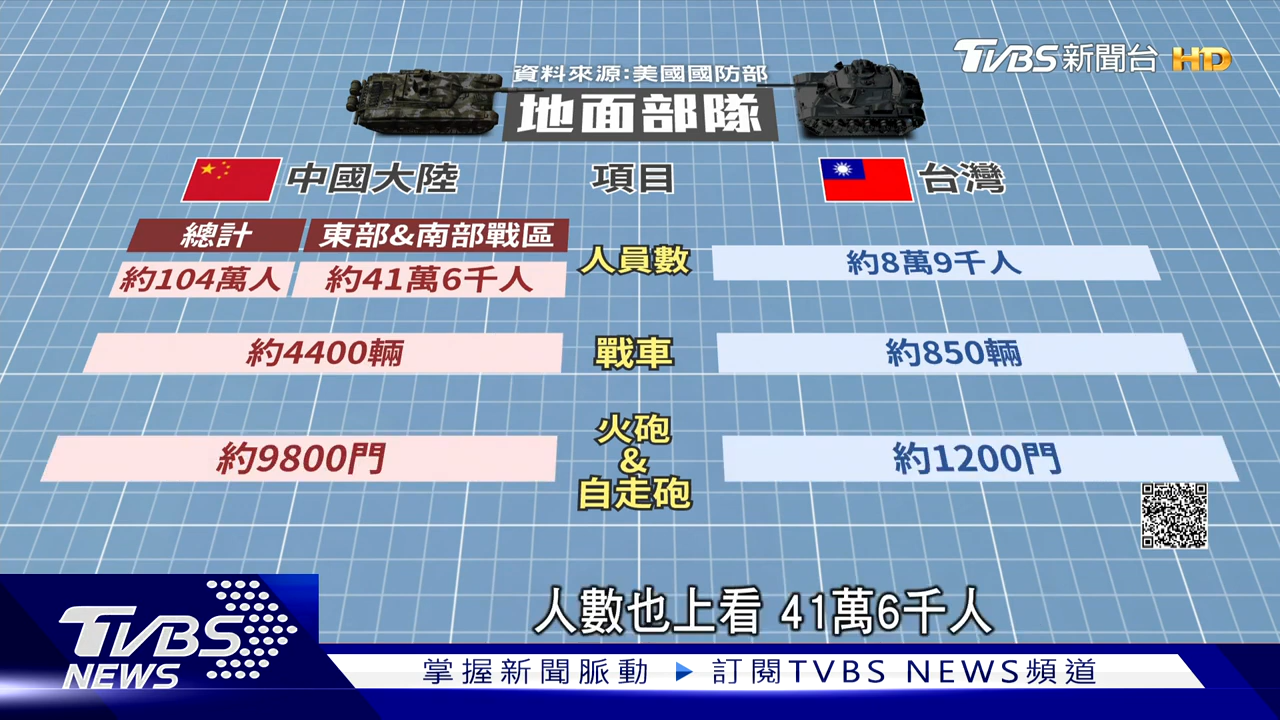 TVBS新聞台 HD
資料來源:美國國防部
地面部隊
中國大陸 項目 台灣
總計 東部&南部戰區
人員數
約104萬人 約41萬6千人 約8萬9千人
約4400輛 戰車 約850輛
火砲
約9800門 & 約1200門
自走砲
人數也上看 41萬6千人
TVBS
NEWS
掌握新聞脈動 訂閱TVBS NEWS頻道